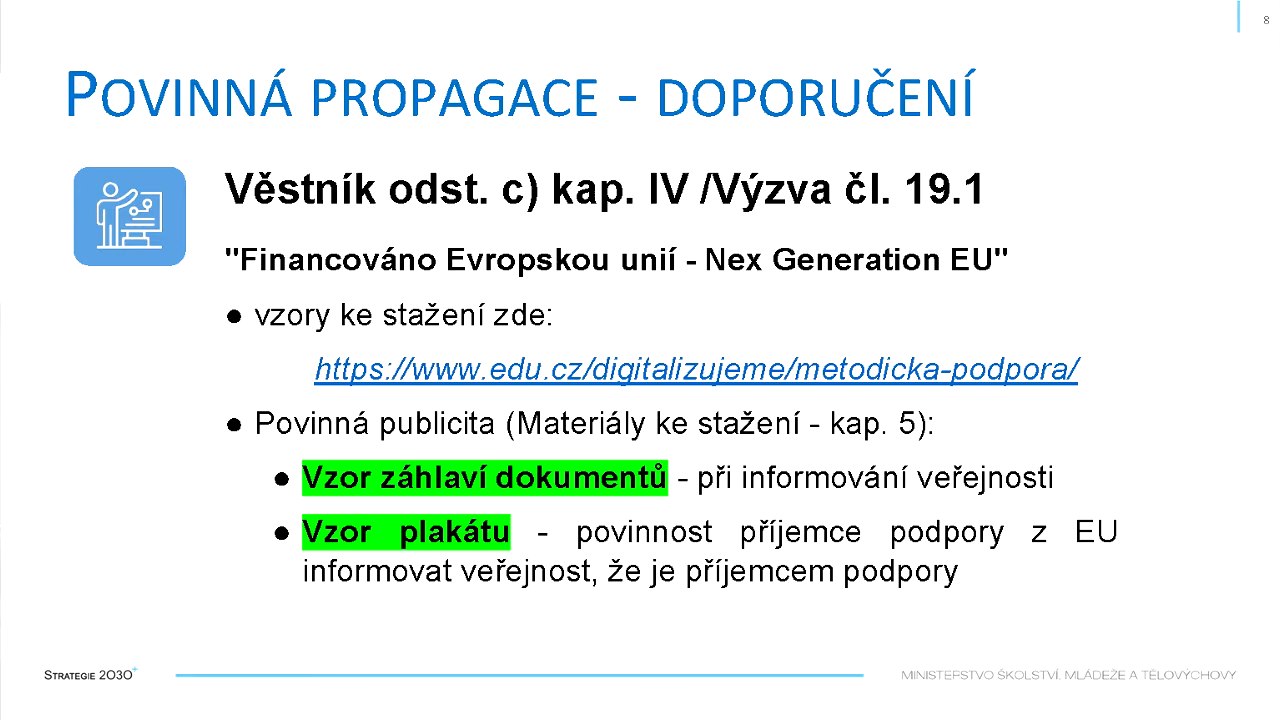 8
POVINNÁ PROPAGACE - DOPORUČENÍ
Věstník odst. c) kap. IV /Výzva čl. 19.1
"Financováno Evropskou unií - Nex Generation EU"
● vzory ke stažení zde:
https://www.edu.cz/digitalizujeme/metodicka-podpora/
● Povinná publicita (Materiály ke stažení - kap. 5):
● Vzor záhlaví dokumentů - při informování veřejnosti
● Vzor plakátu - povinnost příjemce podpory z EU
informovat veřejnost, že je příjemcem podpory
STRATEGIE 2030+
MINISTERSTVO ŠKOLSTVÍ, MLÁDEŽE A TĚLOVÝCHOVY